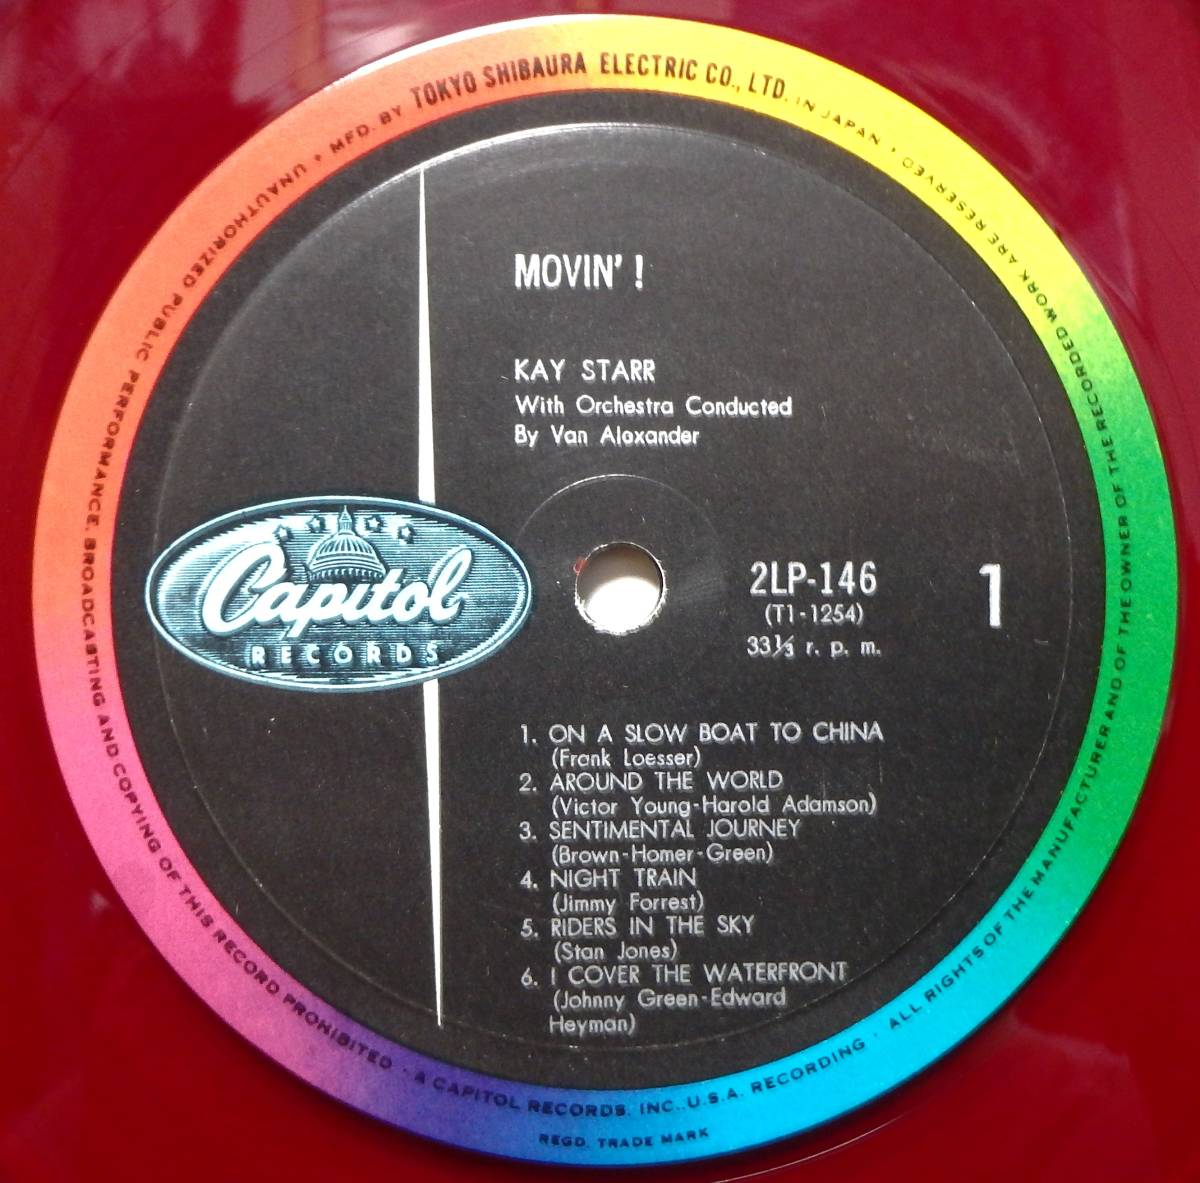 MFD. BY TOKYO SHIBAURA ELECTRIC CO., LTD. IN JAPAN · ALL RIGHTS OF THE MANUFACTURER AND OF THE OWNER OF THE RECORDED WORK ARE RESERVED ·
UNAUTHORIZED PUBLIC PERFORMANCE, BROADCASTING AND COPYING OF THIS RECORD PROHIBITED · A CAPITOL RECORDS, INC., U.S.A. RECORDING ·
REGD. TRADE MARK
MOVIN' !
KAY STARR
With Orchestra Conducted
By Van Aloxander
Capitol
RECORDS
2LP-146
(T1-1254)
33⅓ r. p. m.
1
1. ON A SLOW BOAT TO CHINA
(Frank Loesser)
2. AROUND THE WORLD
(Victor Young-Harold Adamson)
3. SENTIMENTAL JOURNEY
(Brown-Homer-Green)
4. NIGHT TRAIN
(Jimmy Forrest)
5. RIDERS IN THE SKY
(Stan Jones)
6. I COVER THE WATERFRONT
(Johnny Green-Edward
Heyman)